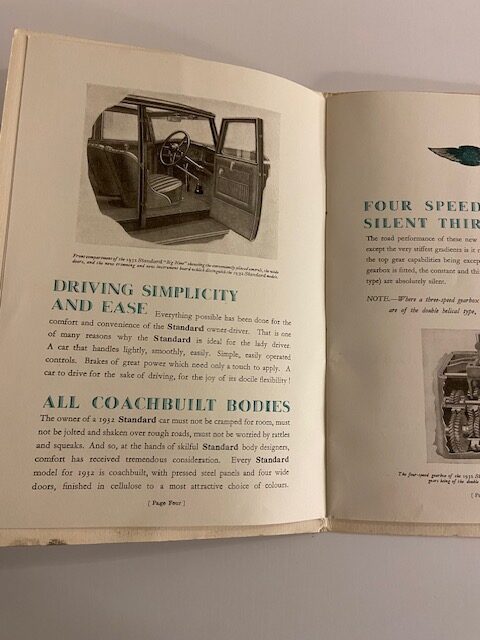 Front compartment of the 1932 Standard "Big Nine" showing the conveniently placed controls, the wide
doors, and the new trimming and new instrument board which distinguish the 1932 Standard models.
DRIVING SIMPLICITY
AND EASE Everything possible has been done for the
comfort and convenience of the Standard owner-driver. That is one
of many reasons why the Standard is ideal for the lady driver.
A car that handles lightly, smoothly, easily. Simple, easily operated
controls. Brakes of great power which need only a touch to apply. A
car to drive for the sake of driving, for the joy of its docile flexibility!
ALL COACHBUILT BODIES
The owner of a 1932 Standard car must not be cramped for room, must
not be jolted and shaken over rough roads, must not be worried by rattles
and squeaks. And so, at the hands of skilful Standard body designers,
comfort has received tremendous consideration. Every Standard
model for 1932 is coachbuilt, with pressed steel panels and four wide
doors, finished in cellulose to a most attractive choice of colours.
[ Page Four ]
FOUR SPEED
SILENT THIR
The road performance of these new
except the very stiffest gradients is it
the top gear capabilities being except
gearbox is fitted, the constant and thi
type) are absolutely silent.
NOTE.—Where a three-speed gearbox
are of the double helical type,
The four-speed gearbox of the 1932 St
gears being of the double
[ Pa